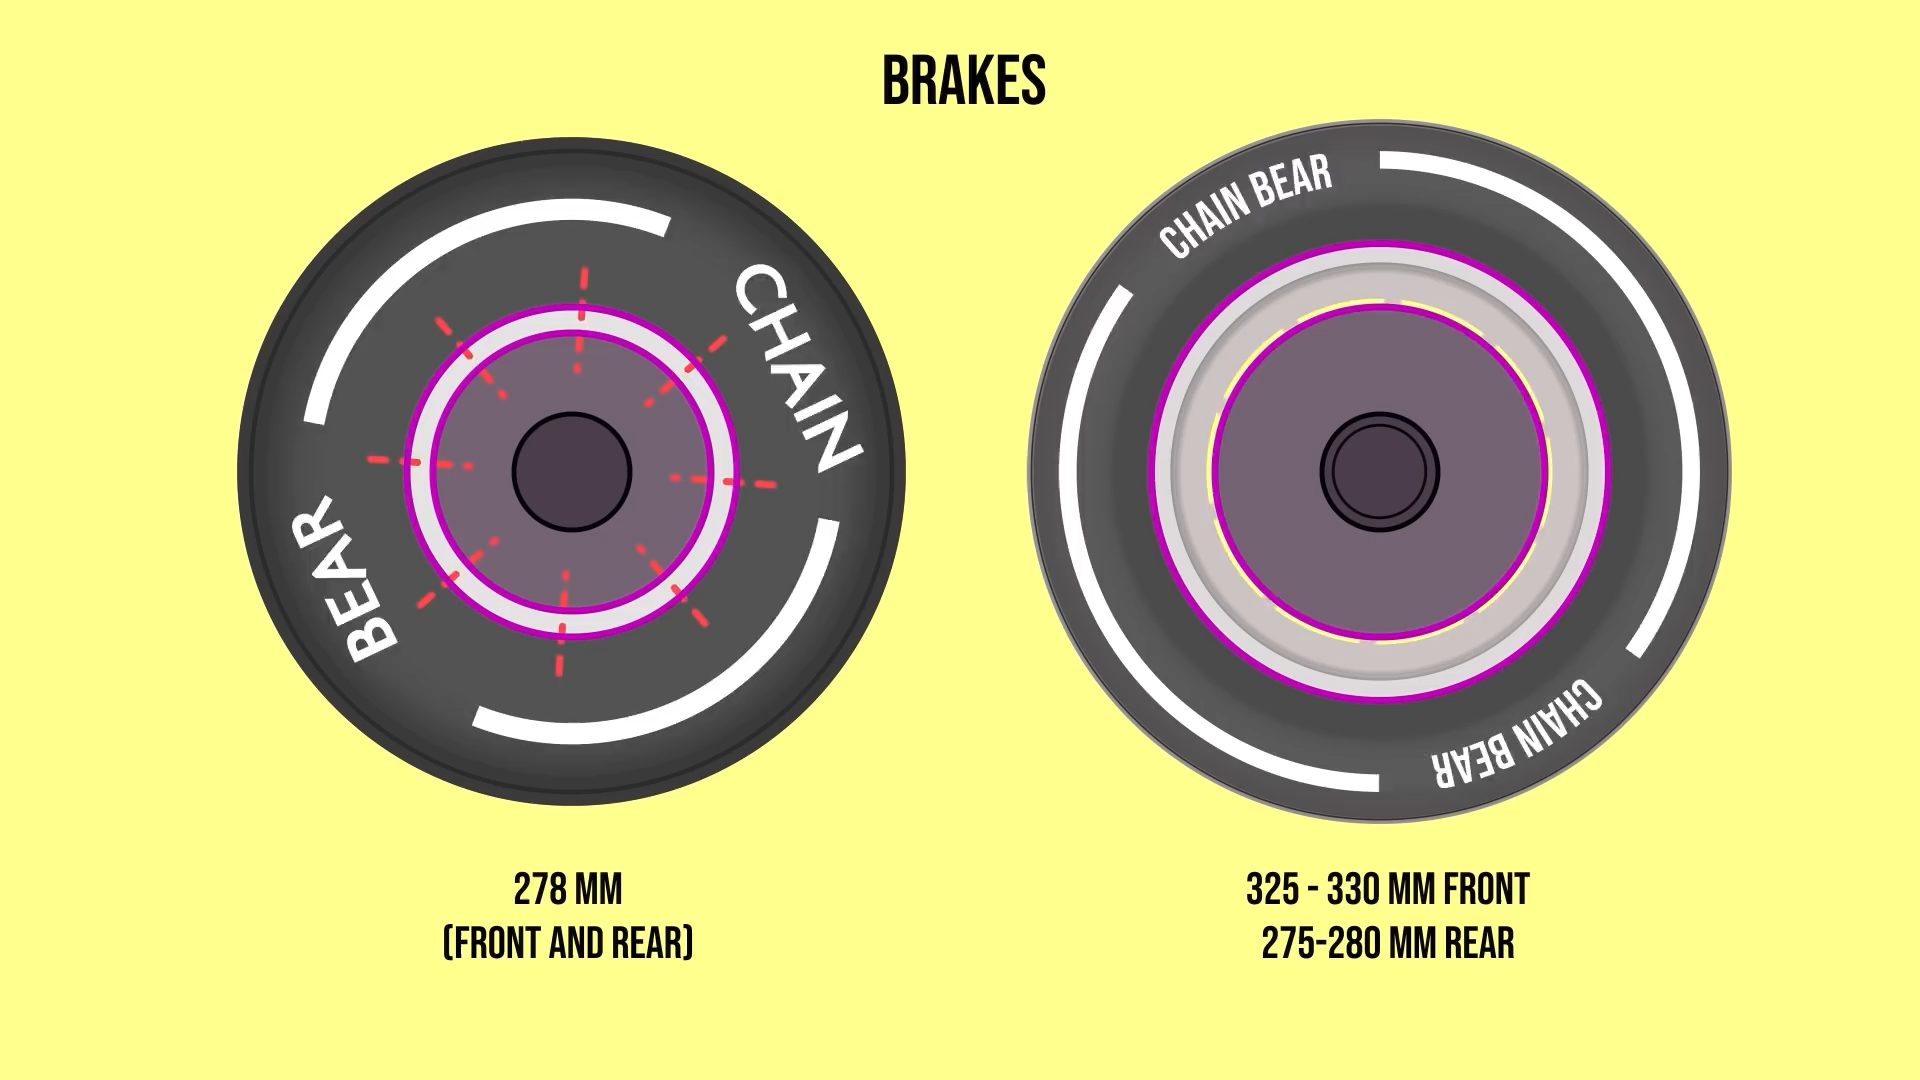 BRAKES
CHAIN
BEAR
CHAIN BEAR
CHAIN BEAR
278 MM
(FRONT AND REAR)
325 - 330 MM FRONT
275-280 MM REAR